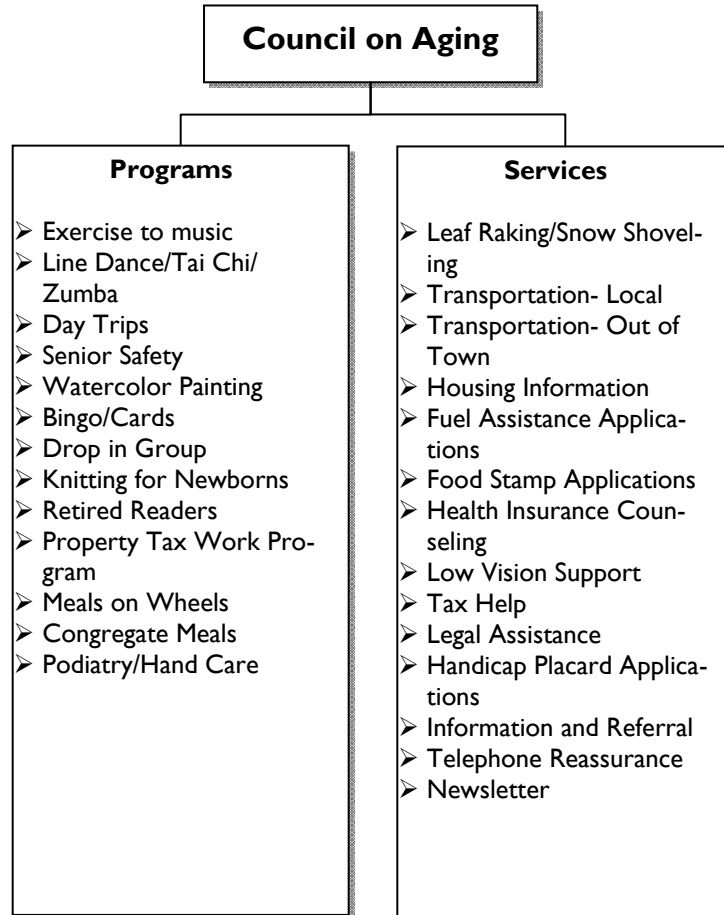 Council on Aging
Programs
➢ Exercise to music
➢ Line Dance/Tai Chi/
Zumba
➢ Day Trips
➢ Senior Safety
➢ Watercolor Painting
➢ Bingo/Cards
➢ Drop in Group
➢ Knitting for Newborns
➢ Retired Readers
➢ Property Tax Work Pro-
gram
➢ Meals on Wheels
➢ Congregate Meals
➢ Podiatry/Hand Care
Services
➢ Leaf Raking/Snow Shovel-
ing
➢ Transportation- Local
➢ Transportation- Out of
Town
➢ Housing Information
➢ Fuel Assistance Applica-
tions
➢ Food Stamp Applications
➢ Health Insurance Coun-
seling
➢ Low Vision Support
➢ Tax Help
➢ Legal Assistance
➢ Handicap Placard Applica-
tions
➢ Information and Referral
➢ Telephone Reassurance
➢ Newsletter